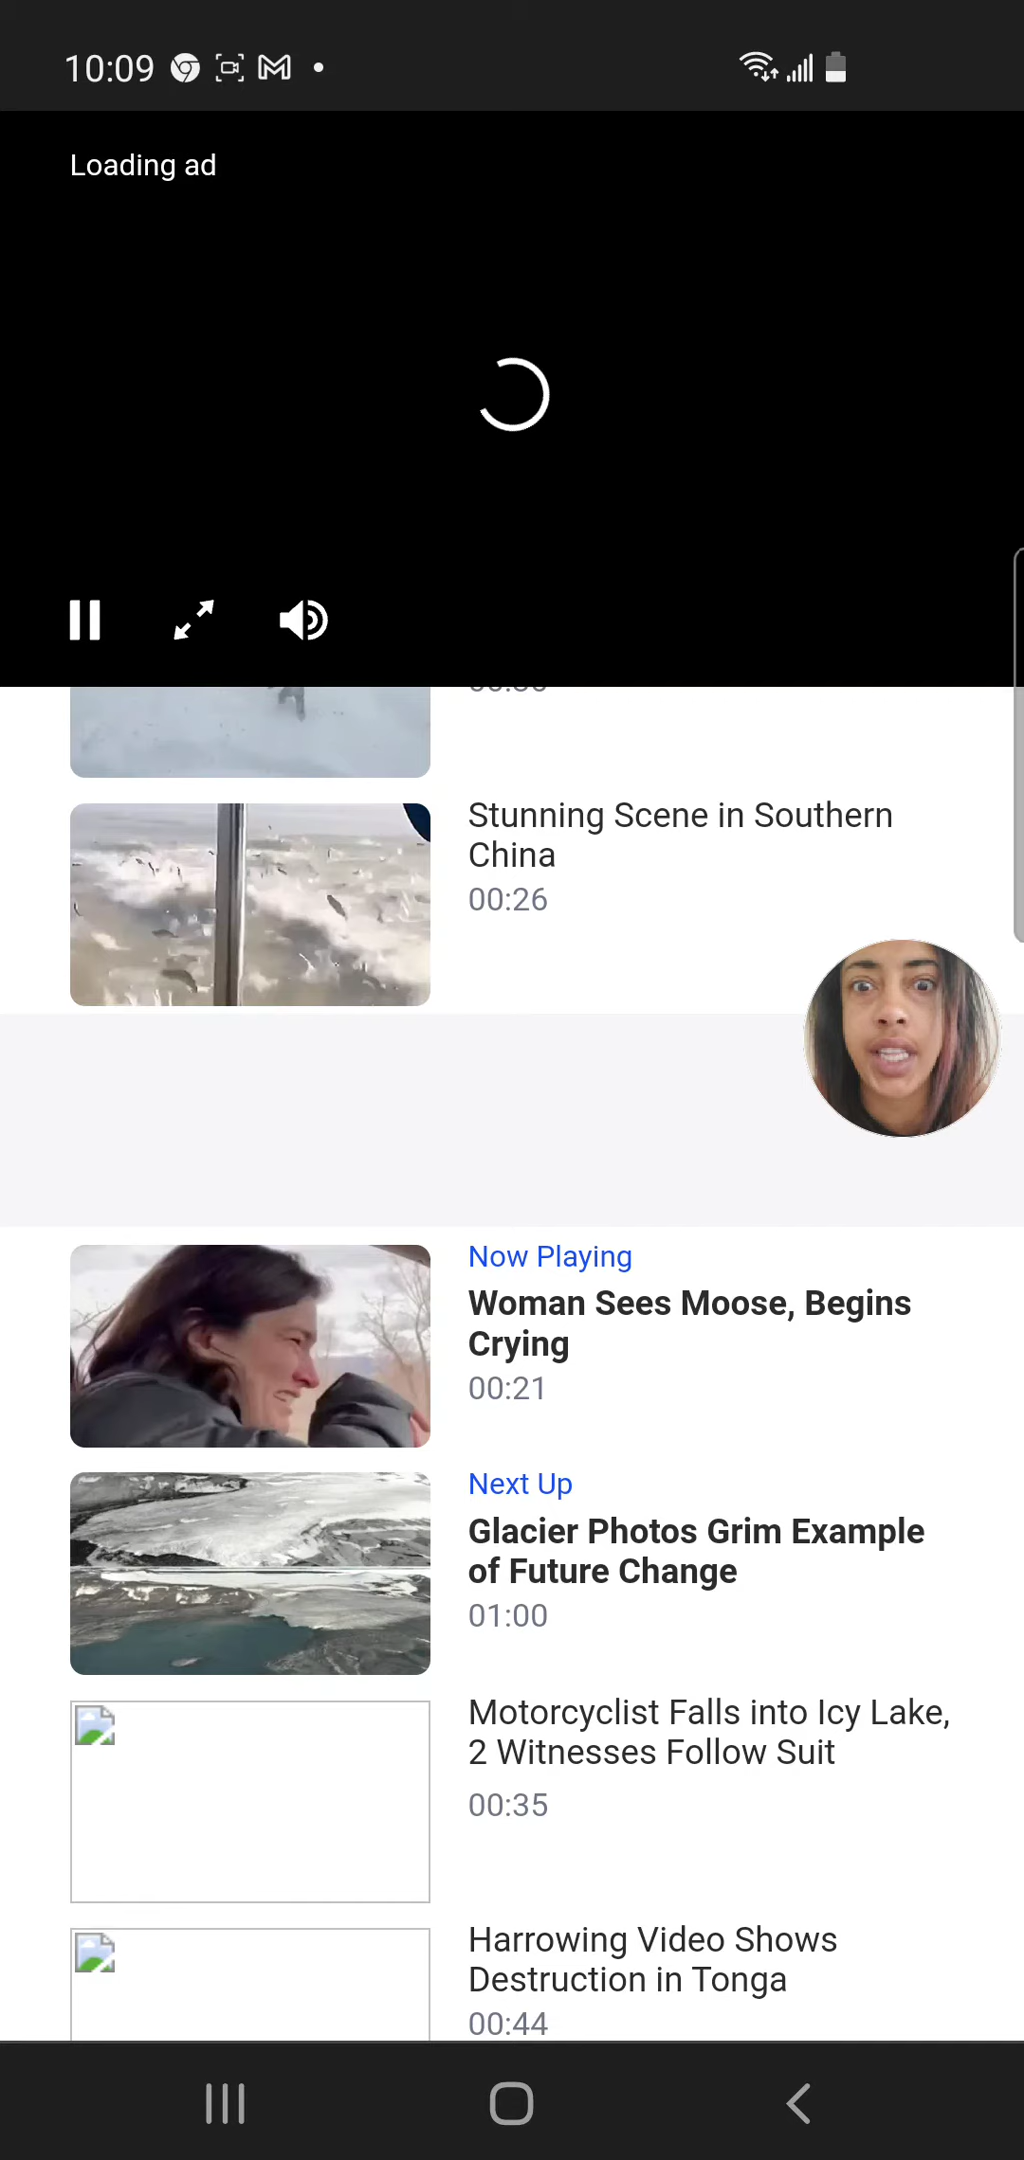 10:09
Loading ad
Stunning Scene in Southern
China
00:26
Now Playing
Woman Sees Moose, Begins
Crying
00:21
Next Up
Glacier Photos Grim Example
of Future Change
01:00
Motorcyclist Falls into Icy Lake,
2 Witnesses Follow Suit
00:35
Harrowing Video Shows
Destruction in Tonga
00:44